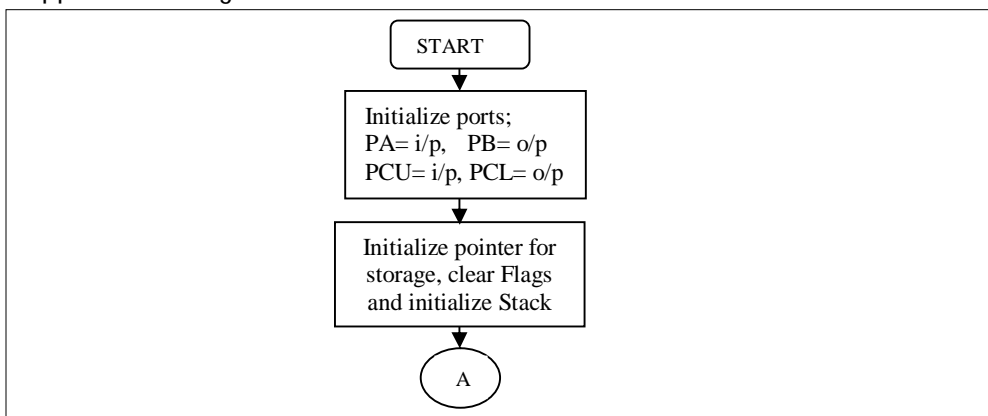 START
Initialize ports;
PA= i/p, PB= o/p
PCU= i/p, PCL= o/p
Initialize pointer for
storage, clear Flags
and initialize Stack
A